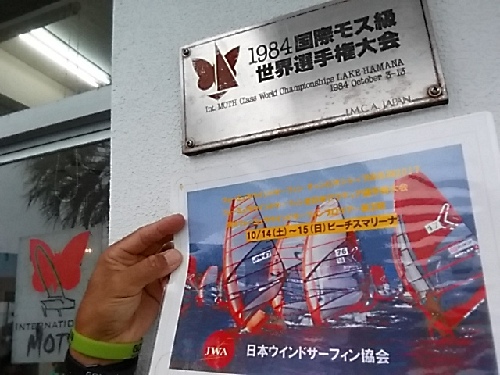 1984国際モス級
世界選手権大会
Int. MOTH Class World Championships LAKE HAMANA
1984 October 5-13
I.M.C.A. JAPAN
10/14(土)〜15(日)ビーチスマリーナ
JWA 日本ウインドサーフィン協会
INTERNATIO
MOTH